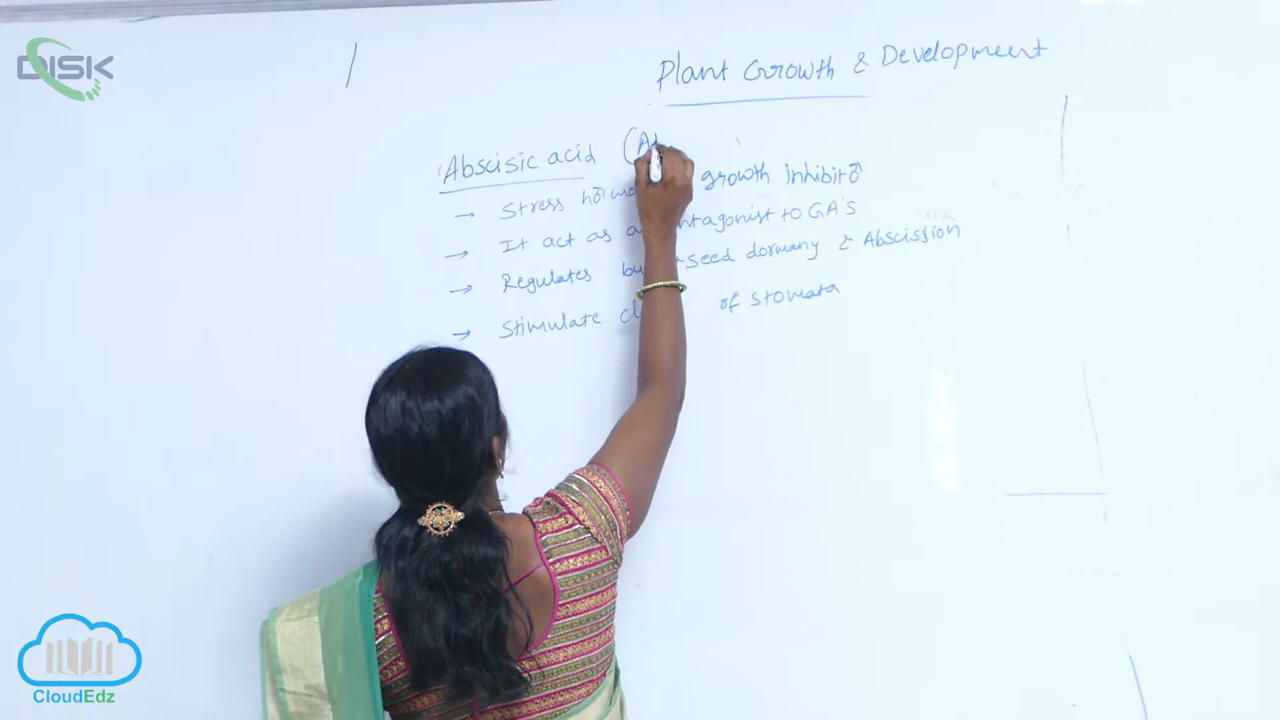 DISK
Plant Growth & Development
Abscisic acid (A
→ Stress growth inhibitor
→ It act as a antagonist to GA'S
→ Regulates seed dormany & Abscission
→ Stimulate of stomata
CloudEdz